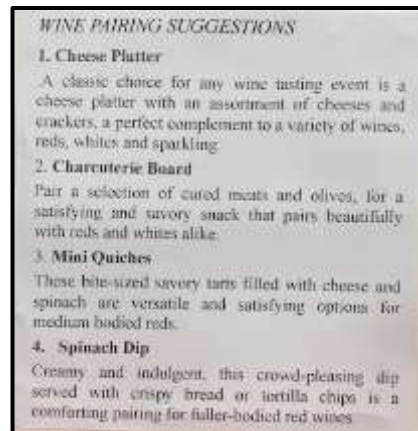 WINE PAIRING SUGGESTIONS
1. Cheese Platter
A classic choice for any wine tasting event is a
cheese platter with an assortment of cheeses and
crackers, a perfect complement to a variety of wines,
reds, whites and sparkling.
2. Charcuterie Board
Pair a selection of cured meats and olives, for a
satisfying and savory snack that pairs beautifully
with reds and whites alike.
3. Mini Quiches
These bite-sized savory tarts filled with cheese and
spinach are versatile and satisfying options for
medium bodied reds.
4. Spinach Dip
Creamy and indulgent, this crowd-pleasing dip
served with crispy bread or tortilla chips is a
comforting pairing for fuller-bodied red wines